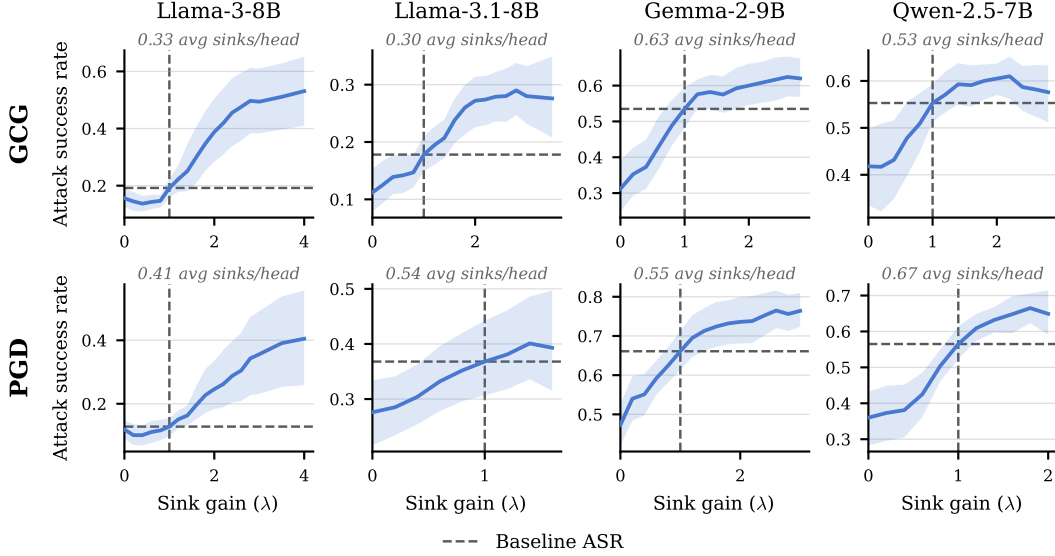 Llama-3-8B Llama-3.1-8B Gemma-2-9B Qwen-2.5-7B
0.33 avg sinks/head 0.30 avg sinks/head 0.63 avg sinks/head 0.53 avg sinks/head
GCG
Attack success rate
0.6
0.4
0.2
0 2 4
0.3
0.2
0.1
0 2
0.6
0.5
0.4
0.3
0 1 2
0.6
0.5
0.4
0 1 2
0.41 avg sinks/head 0.54 avg sinks/head 0.55 avg sinks/head 0.67 avg sinks/head
PGD
Attack success rate
0.4
0.2
0 2 4
0.5
0.4
0.3
0 1
0.8
0.7
0.6
0.5
0 2
0.7
0.6
0.5
0.4
0.3
0 1 2
Sink gain (λ) Sink gain (λ) Sink gain (λ) Sink gain (λ)
Baseline ASR